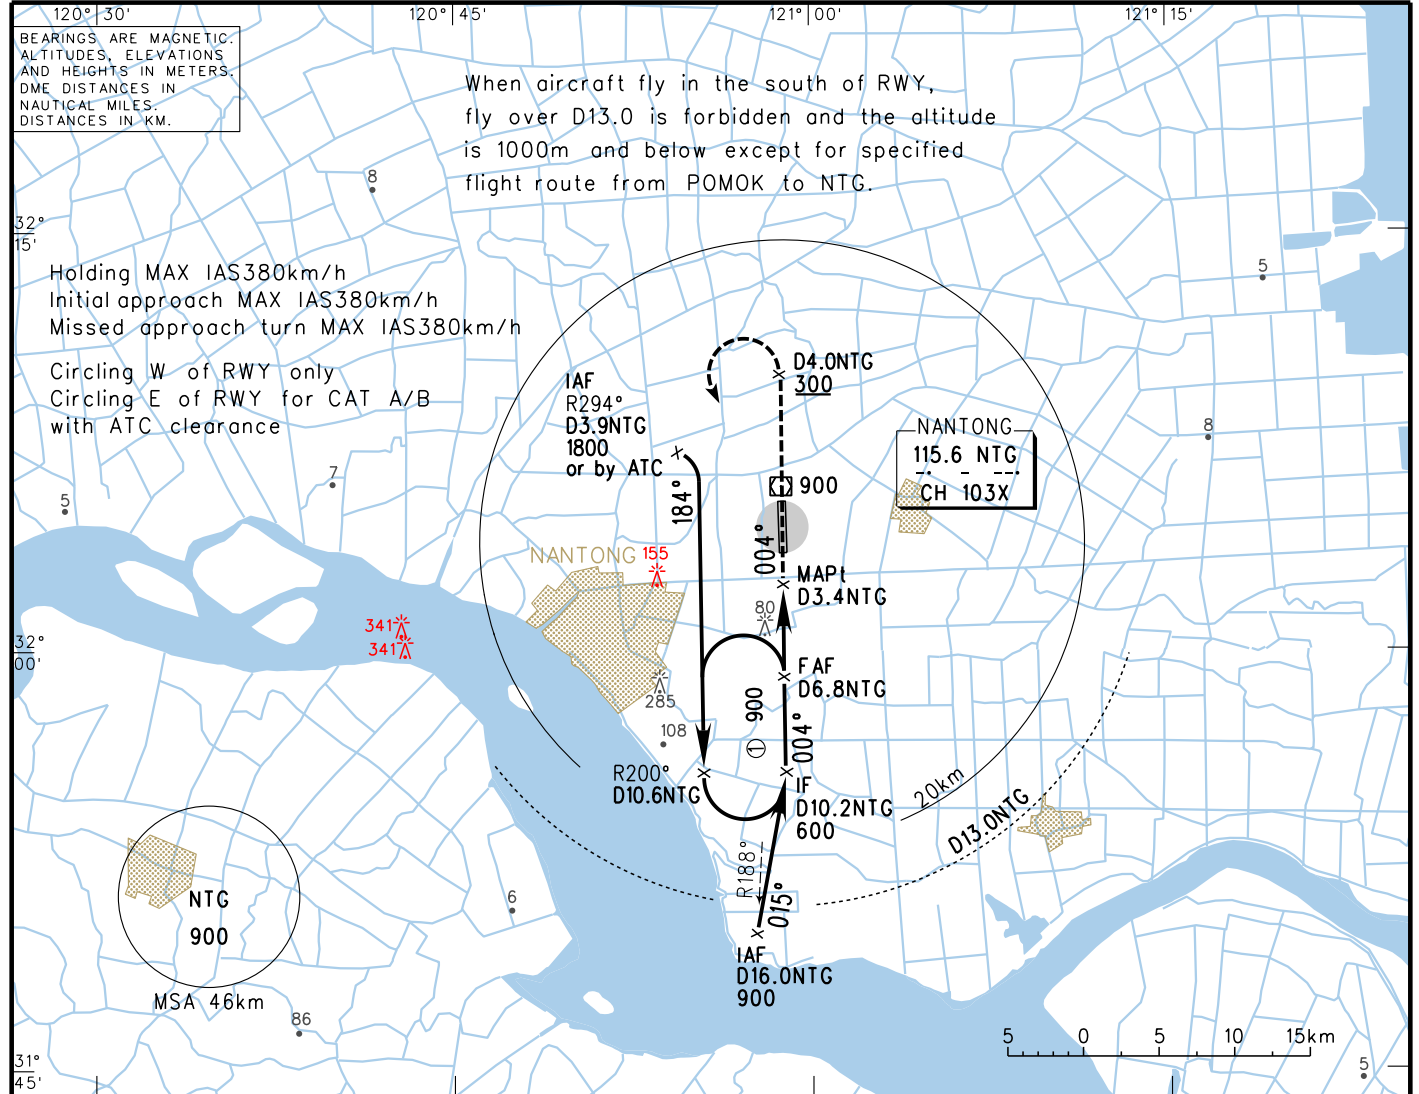 120° 30'
120° 45'
121° 00'
121° 15'
BEARINGS ARE MAGNETIC.
ALTITUDES, ELEVATIONS
AND HEIGHTS IN METERS.
DME DISTANCES IN
NAUTICAL MILES.
DISTANCES IN KM.
When aircraft fly in the south of RWY,
fly over D13.0 is forbidden and the altitude
is 1000m and below except for specified
flight route from POMOK to NTG.
8
32°
15'
5
Holding MAX IAS380km/h
Initial approach MAX IAS380km/h
Missed approach turn MAX IAS380km/h
Circling W of RWY only
Circling E of RWY for CAT A/B
with ATC clearance
IAF
R294°
D3.9NTG
1800
or by ATC
D4.0NTG
300
8
NANTONG
115.6 NTG
-. - --.
CH 103X
7
5
184°
900
004°
NANTONG
155
MAPt
D3.4NTG
80
341
341
32°
00'
FAF
D6.8NTG
285
108
① 900
004°
R200°
D10.6NTG
IF
D10.2NTG
600
20km
D13.0NTG
R188°
015°
NTG
900
MSA 46km
6
IAF
D16.0NTG
900
86
5 0 5 10 15km
31°
45'
5